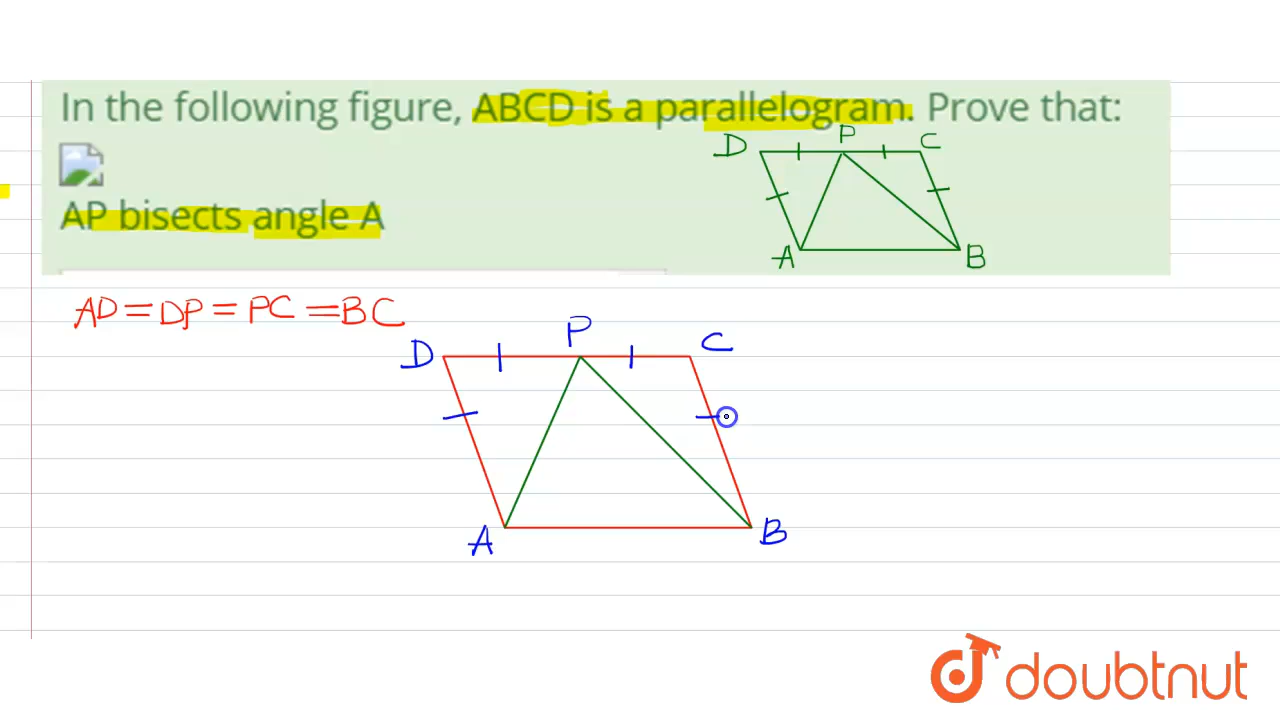 In the following figure, ABCD is a parallelogram. Prove that:
D P C
AP bisects angle A
A B
AD = DP = PC = BC
D P C
A B
doubtnut